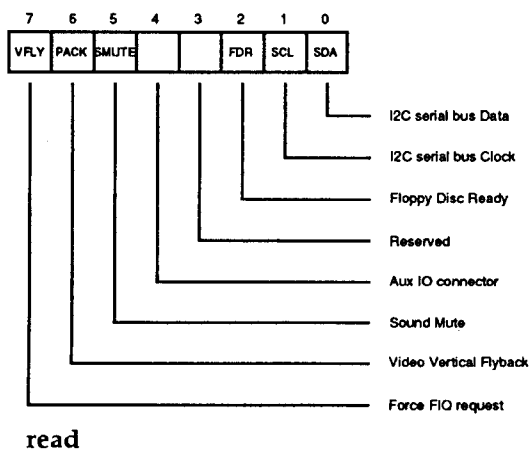 7 6 5 4 3 2 1 0
VFLY PACK SMUTE FDR SCL SDA
I2C serial bus Data
I2C serial bus Clock
Floppy Disc Ready
Reserved
Aux IO connector
Sound Mute
Video Vertical Flyback
Force FIQ request
read